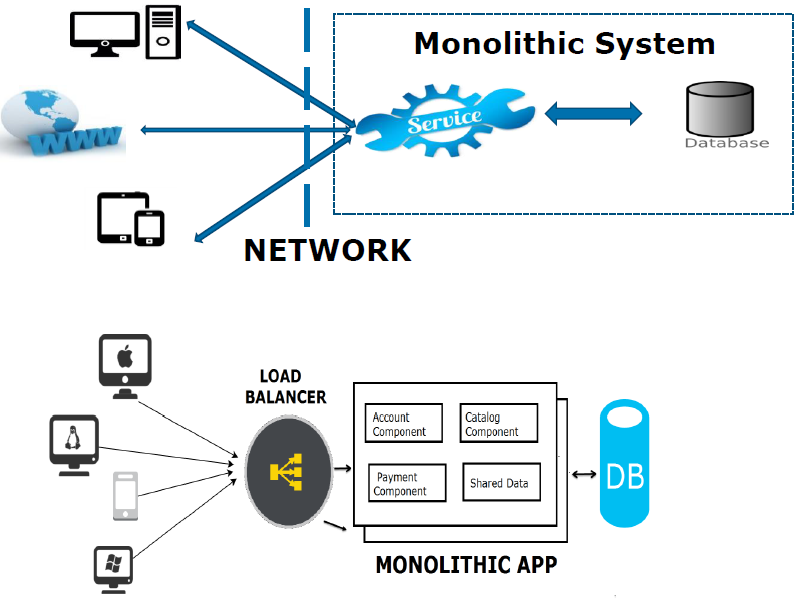 Monolithic System
Service
WWW
Database
NETWORK
LOAD
BALANCER
Account
Component
Catalog
Component
Payment
Component
Shared Data
DB
MONOLITHIC APP